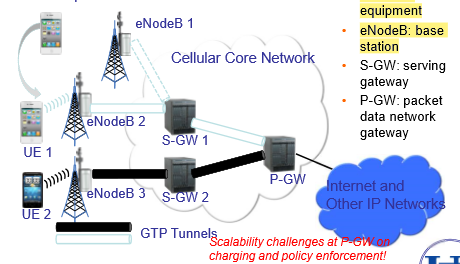 equipment
eNodeB 1
• eNodeB: base
station
Cellular Core Network
• S-GW: serving
gateway
• P-GW: packet
data network
gateway
eNodeB 2
UE 1
S-GW 1
P-GW
eNodeB 3
S-GW 2
UE 2
Internet and
Other IP Networks
GTP Tunnels
Scalability challenges at P-GW on
charging and policy enforcement!